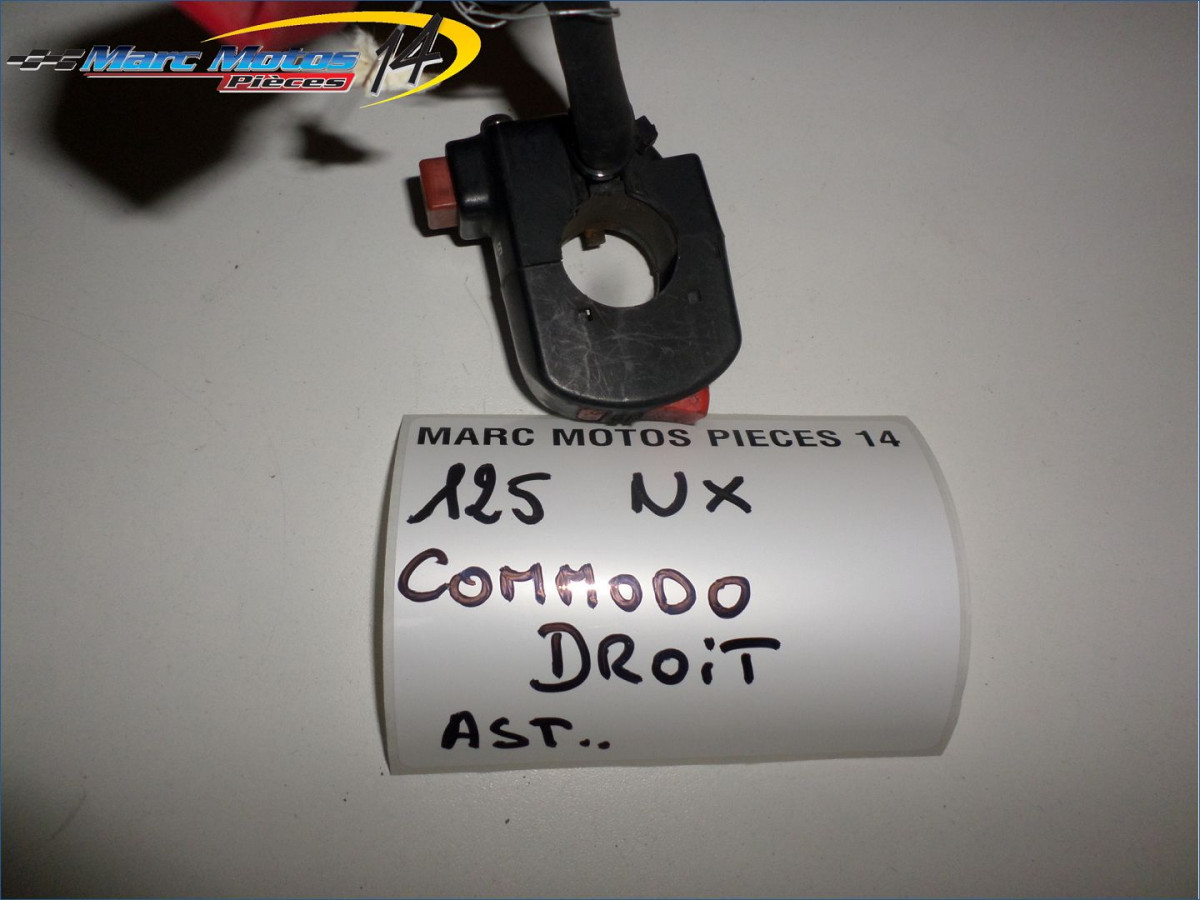 Marc Motos 14
Pièces
MARC MOTOS PIECES 14
125 NX
COMMODO
DROiT
AST..